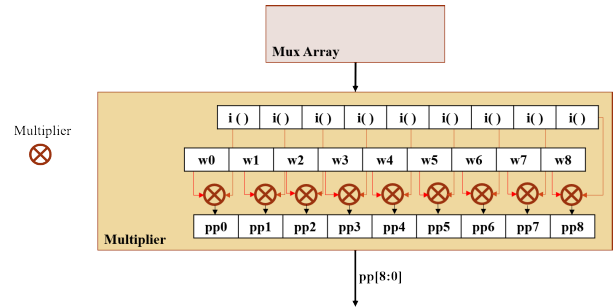 Mux Array
i ( ) i( ) i( ) i( ) i( ) i( ) i( ) i( ) i( )
Multiplier
w0 w1 w2 w3 w4 w5 w6 w7 w8
pp0 pp1 pp2 pp3 pp4 pp5 pp6 pp7 pp8
Multiplier
pp[8:0]